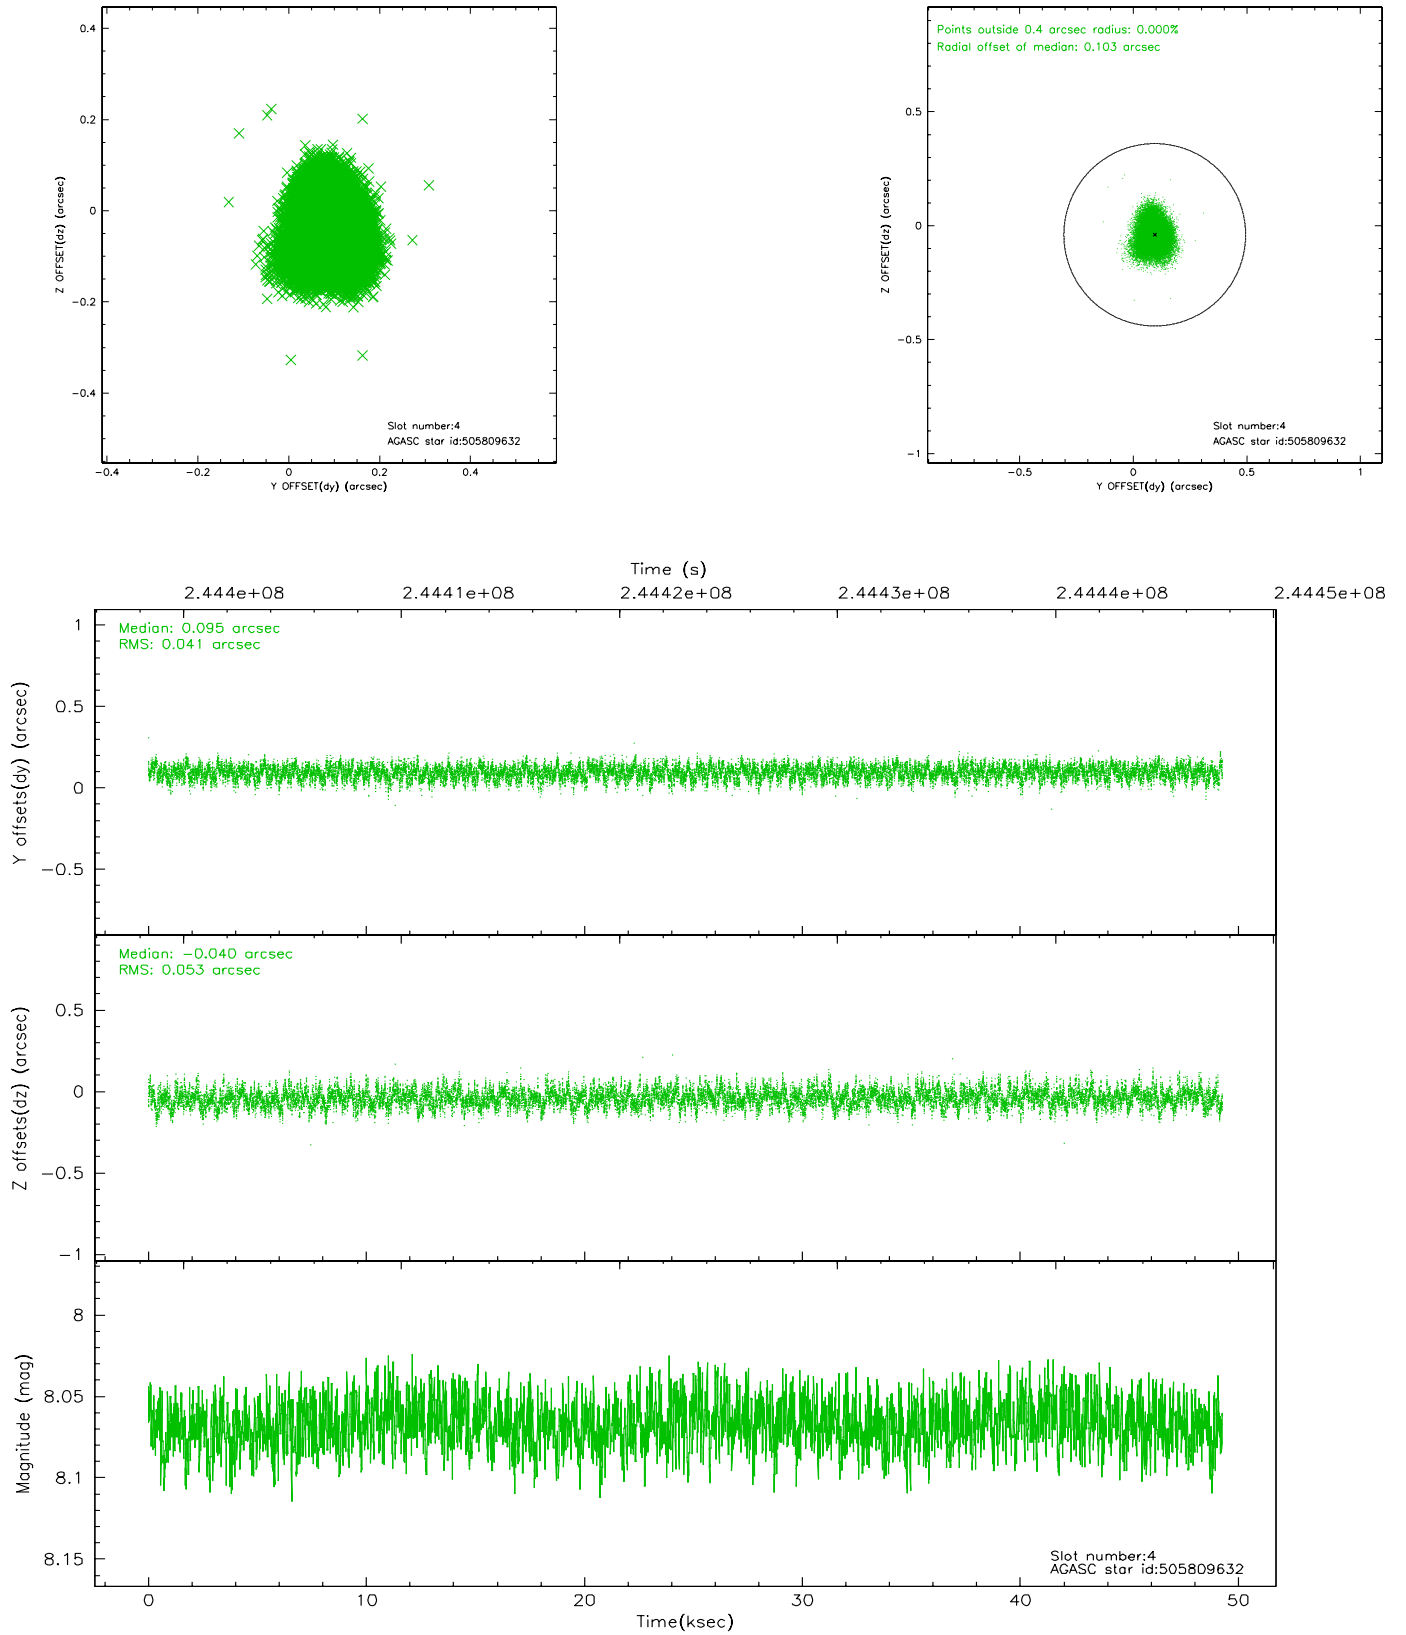 0.4
0.2
0
−0.2
−0.4
Z OFFSET(dz) (arcsec)
Slot number:4
AGASC star id:505809632
−0.4 −0.2 0 0.2 0.4
Y OFFSET(dy) (arcsec)
Points outside 0.4 arcsec radius: 0.000%
Radial offset of median: 0.103 arcsec
0.5
0
−0.5
−1
Z OFFSET(dz) (arcsec)
Slot number:4
AGASC star id:505809632
−0.5 0 0.5 1
Y OFFSET(dy) (arcsec)
Time (s)
2.444e+08 2.4441e+08 2.4442e+08 2.4443e+08 2.4444e+08 2.4445e+08
Median: 0.095 arcsec
RMS: 0.041 arcsec
1
0.5
0
−0.5
Y offsets(dy) (arcsec)
Median: −0.040 arcsec
RMS: 0.053 arcsec
0.5
0
−0.5
−1
Z offsets(dz) (arcsec)
8
8.05
8.1
8.15
Magnitude (mag)
Slot number:4
AGASC star id:505809632
0 10 20 30 40 50
Time(ksec)